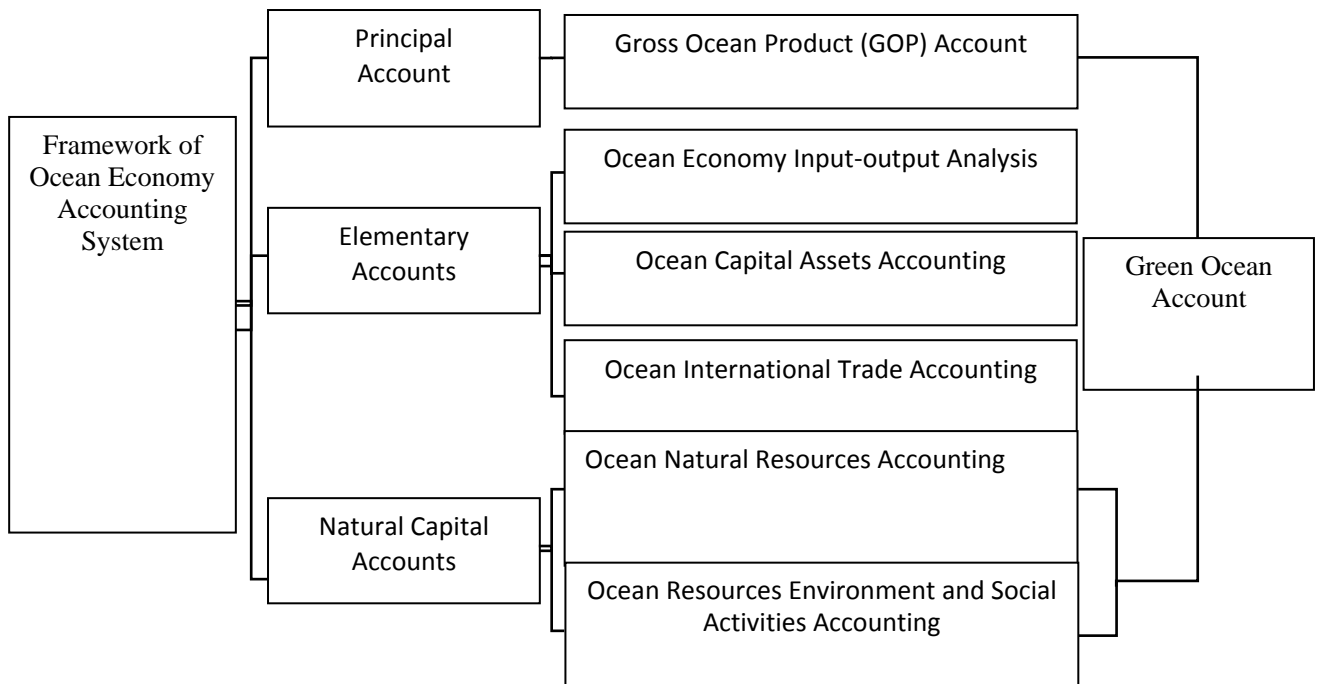 Framework of
Ocean Economy
Accounting
System
Principal
Account
Elementary
Accounts
Natural Capital
Accounts
Gross Ocean Product (GOP) Account
Ocean Economy Input-output Analysis
Ocean Capital Assets Accounting
Ocean International Trade Accounting
Ocean Natural Resources Accounting
Ocean Resources Environment and Social
Activities Accounting
Green Ocean
Account